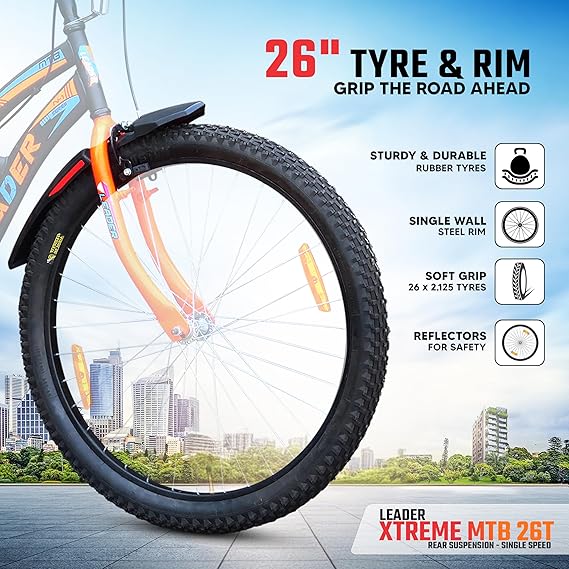 26" TYRE & RIM
GRIP THE ROAD AHEAD
STURDY & DURABLE
RUBBER TYRES
SINGLE WALL
STEEL RIM
SOFT GRIP
26 x 2.125 TYRES
REFLECTORS
FOR SAFETY
LEADER
LEADER
XTREME MTB 26T
REAR SUSPENSION - SINGLE SPEED